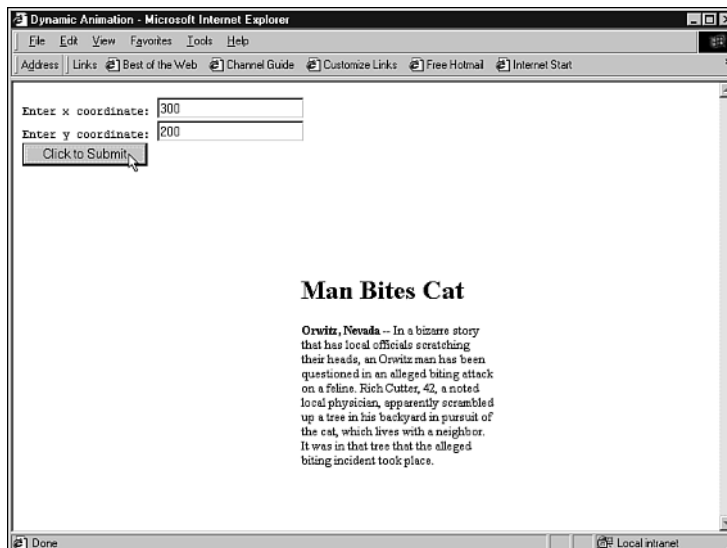 Dynamic Animation - Microsoft Internet Explorer
File Edit View Favorites Tools Help
Address Links Best of the Web Channel Guide Customize Links Free Hotmail Internet Start
Enter x coordinate: 300
Enter y coordinate: 200
Click to Submit
Man Bites Cat
Orwitz, Nevada -- In a bizarre story
that has local officials scratching
their heads, an Orwitz man has been
questioned in an alleged biting attack
on a feline. Rich Cutter, 42, a noted
local physician, apparently scrambled
up a tree in his backyard in pursuit of
the cat, which lives with a neighbor.
It was in that tree that the alleged
biting incident took place.
Done Local intranet